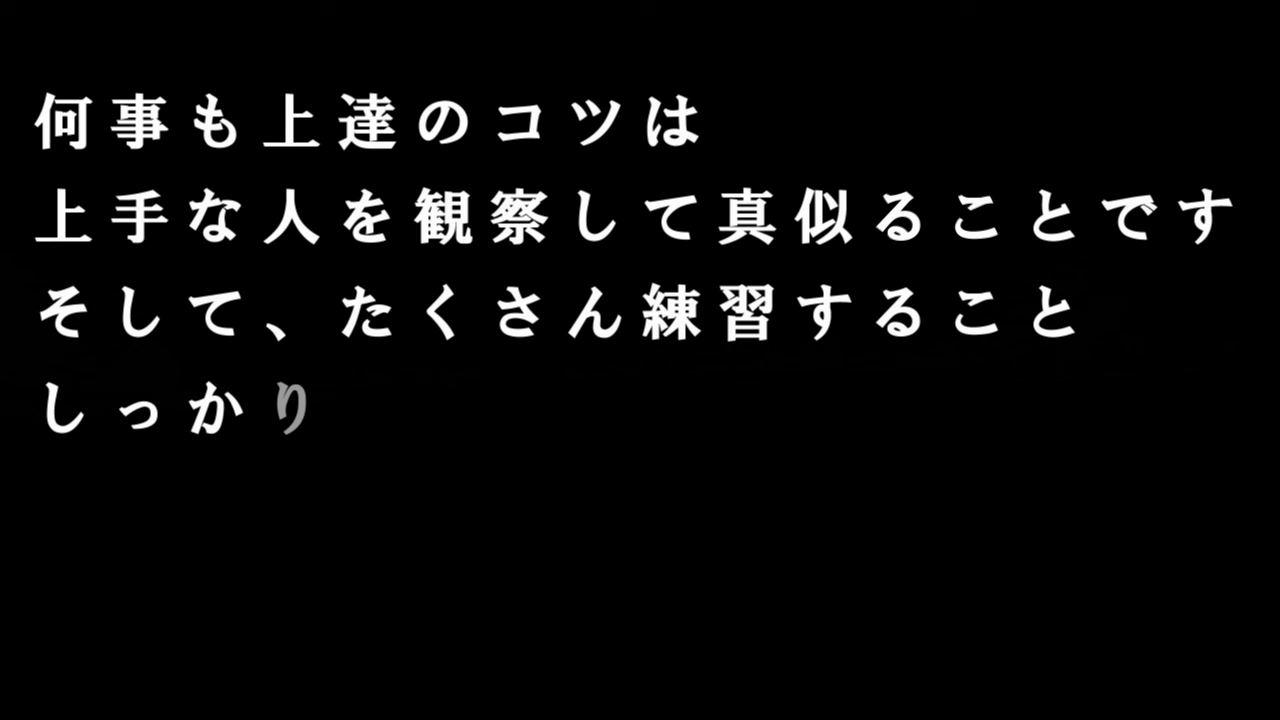 何事も上達のコツは
上手な人を観察して真似ることです
そして、たくさん練習すること
しっかり